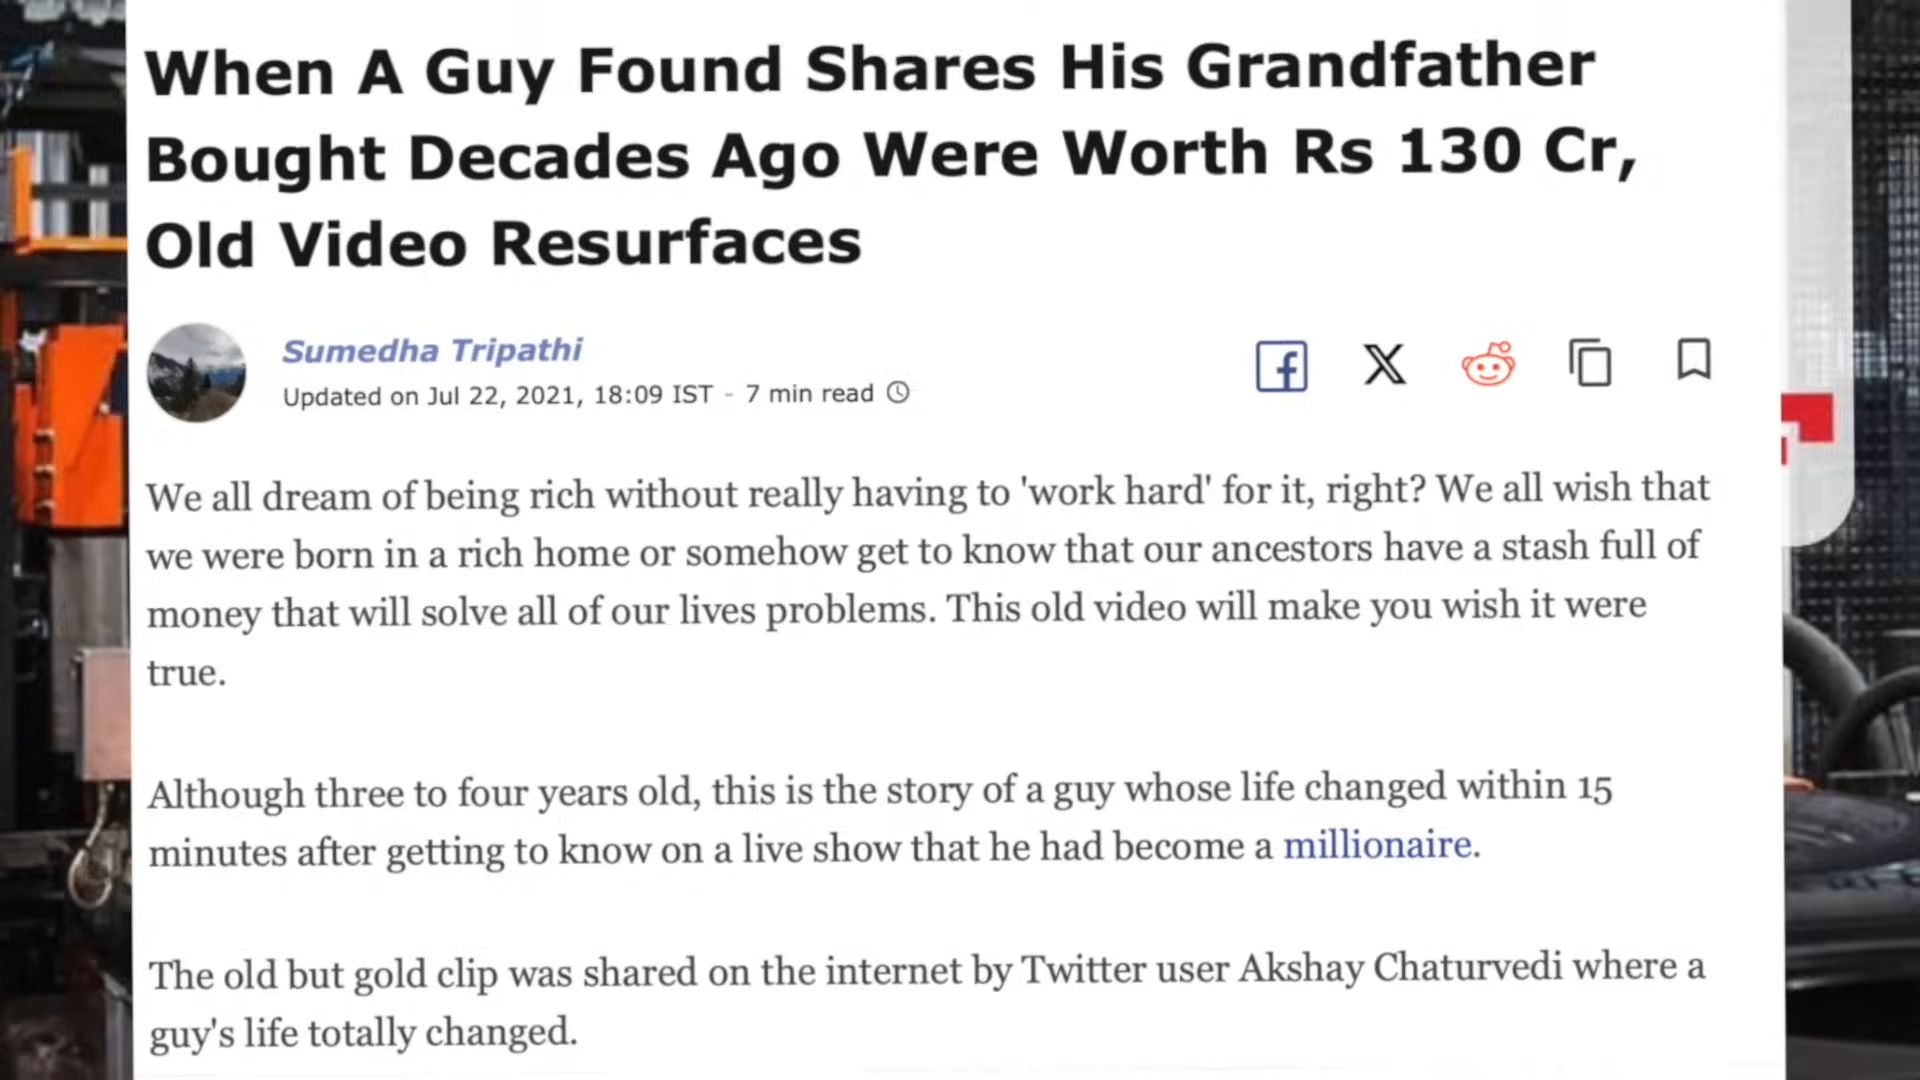 When A Guy Found Shares His Grandfather
Bought Decades Ago Were Worth Rs 130 Cr,
Old Video Resurfaces
Sumedha Tripathi
Updated on Jul 22, 2021, 18:09 IST - 7 min read
We all dream of being rich without really having to 'work hard' for it, right? We all wish that
we were born in a rich home or somehow get to know that our ancestors have a stash full of
money that will solve all of our lives problems. This old video will make you wish it were
true.
Although three to four years old, this is the story of a guy whose life changed within 15
minutes after getting to know on a live show that he had become a millionaire.
The old but gold clip was shared on the internet by Twitter user Akshay Chaturvedi where a
guy's life totally changed.